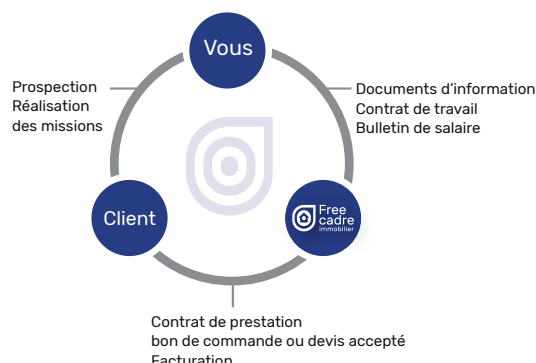 Vous
Prospection
Réalisation
des missions
Documents d’information
Contrat de travail
Bulletin de salaire
Client
Free
cadre
immobilier
Contrat de prestation
bon de commande ou devis accepté
Facturation